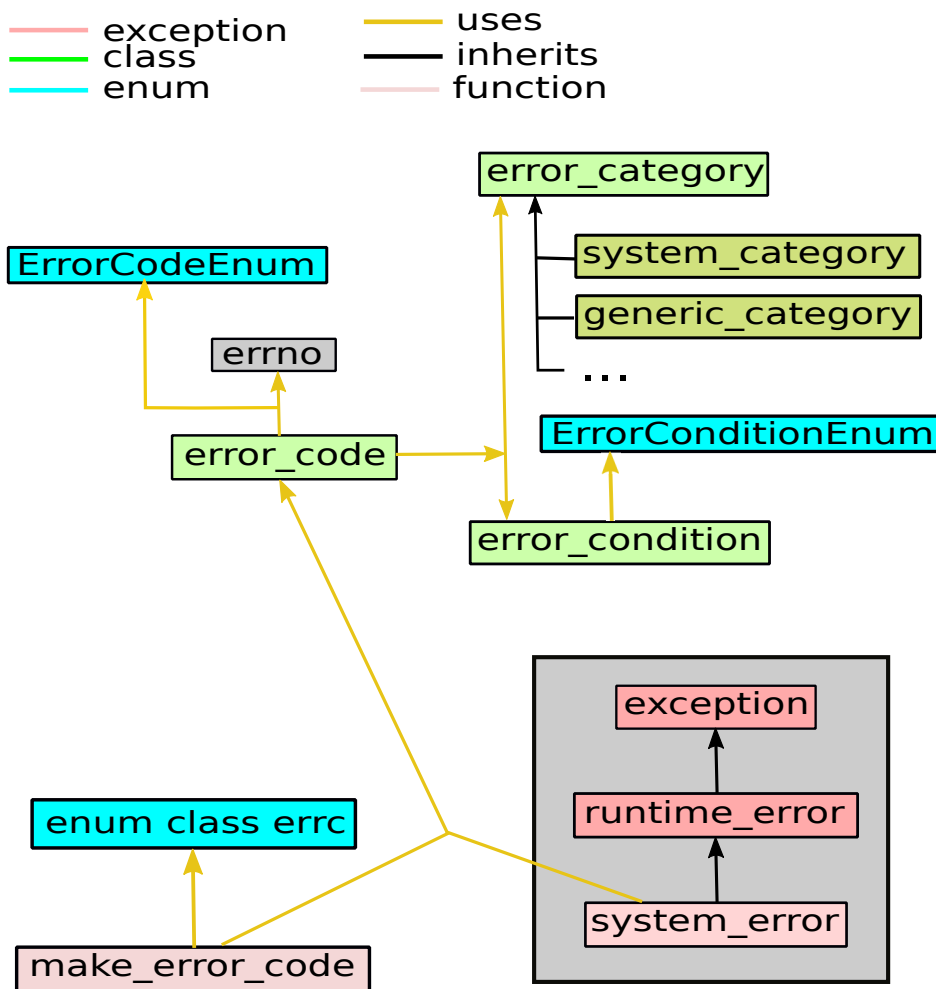 exception
class
enum
uses
inherits
function
error_category
system_category
generic_category
...
ErrorCodeEnum
errno
error_code
ErrorConditionEnum
error_condition
exception
runtime_error
system_error
enum class errc
make_error_code